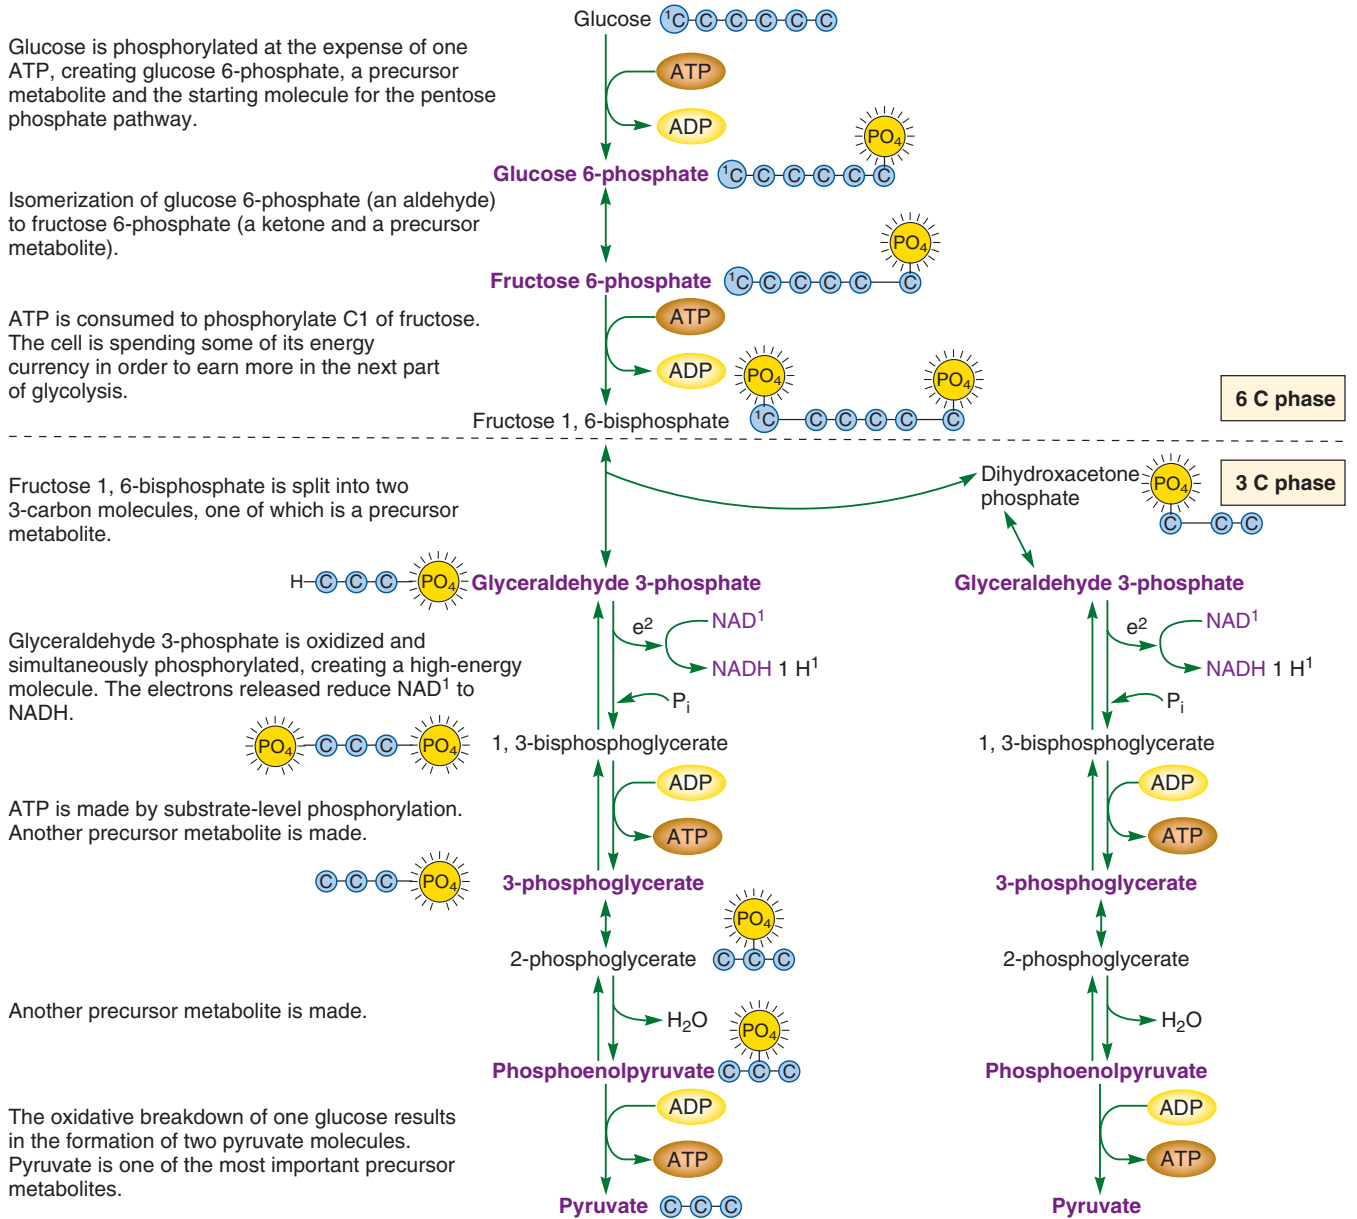 Glucose ¹C C C C C C
Glucose is phosphorylated at the expense of one
ATP, creating glucose 6-phosphate, a precursor
metabolite and the starting molecule for the pentose
phosphate pathway.
ATP
ADP
PO₄
Glucose 6-phosphate ¹C C C C C C
Isomerization of glucose 6-phosphate (an aldehyde)
to fructose 6-phosphate (a ketone and a precursor
metabolite).
PO₄
Fructose 6-phosphate ¹C C C C C C
ATP is consumed to phosphorylate C1 of fructose.
The cell is spending some of its energy
currency in order to earn more in the next part
of glycolysis.
ATP
ADP
PO₄ PO₄
Fructose 1, 6-bisphosphate ¹C C C C C C
6 C phase
3 C phase
Fructose 1, 6-bisphosphate is split into two
3-carbon molecules, one of which is a precursor
metabolite.
Dihydroxacetone
phosphate
PO₄
C C C
H C C C PO₄ Glyceraldehyde 3-phosphate
Glyceraldehyde 3-phosphate
Glyceraldehyde 3-phosphate is oxidized and
simultaneously phosphorylated, creating a high-energy
molecule. The electrons released reduce NAD¹ to
NADH.
e² NAD¹
NADH 1 H¹
Pᵢ
e² NAD¹
NADH 1 H¹
Pᵢ
PO₄ C C C PO₄
1, 3-bisphosphoglycerate
1, 3-bisphosphoglycerate
ATP is made by substrate-level phosphorylation.
Another precursor metabolite is made.
ADP
ATP
ADP
ATP
C C C PO₄
3-phosphoglycerate
3-phosphoglycerate
PO₄
2-phosphoglycerate C C C
2-phosphoglycerate
Another precursor metabolite is made.
H₂O
H₂O
PO₄
Phosphoenolpyruvate C C C
Phosphoenolpyruvate
The oxidative breakdown of one glucose results
in the formation of two pyruvate molecules.
Pyruvate is one of the most important precursor
metabolites.
ADP
ATP
ADP
ATP
Pyruvate C C C
Pyruvate